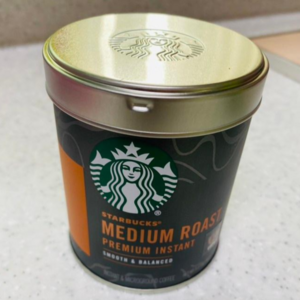 STARBUCKS®
MEDIUM ROAST
PREMIUM INSTANT
SMOOTH & BALANCED